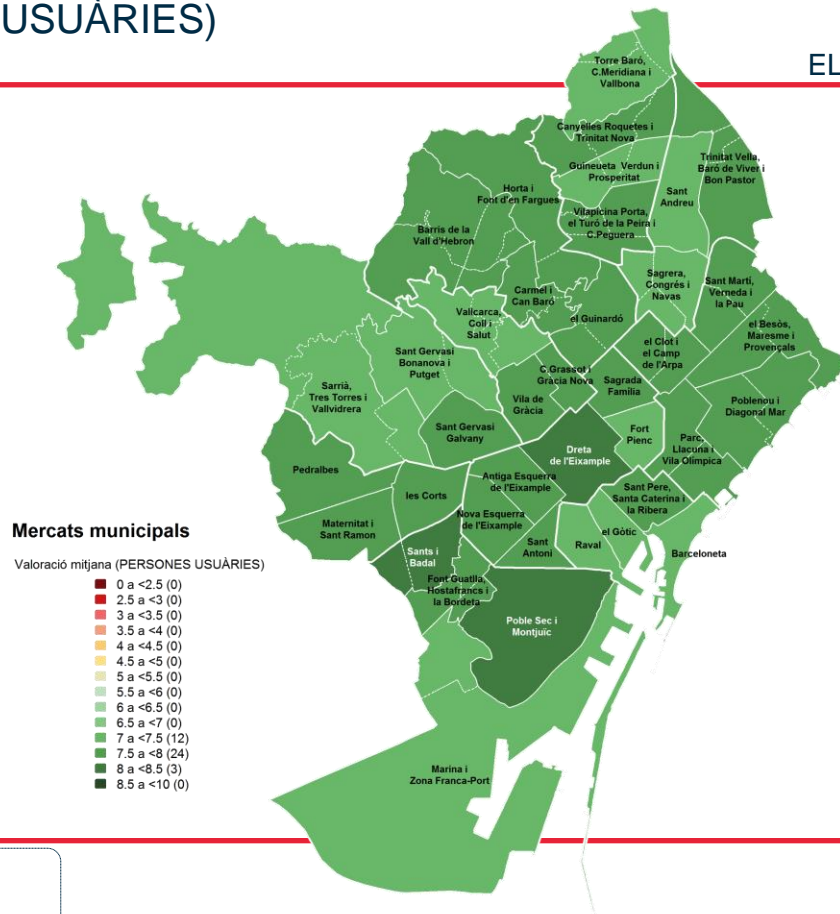 USUÀRIES)
EL
Torre Baró,
C.Meridiana i
Vallbona
Canyelles Roquetes i
Trinitat Nova
Guineueta Verdun i
Prosperitat
Trinitat Vella,
Baró de Viver i
Bon Pastor
Sant
Andreu
Horta i
Font d'en Fargues
Vilapicina Porta,
el Turó de la Peira i
C.Peguera
Barris de la
Vall d'Hebron
Sagrera,
Congrés i
Navas
Sant Martí,
Verneda i
la Pau
Carmel i
Can Baró
Vallcarca,
Coll i
Salut
el Guinardó
el Besòs,
Maresme i
Provençals
el Clot i
el Camp
de l'Arpa
Sant Gervasi
Bonanova i
Putget
C.Grassot i
Gràcia Nova
Sagrada
Família
Sarrià,
Tres Torres i
Vallvidrera
Vila de
Gràcia
Poblenou i
Diagonal Mar
Sant Gervasi
Galvany
Fort
Pienc
Parc,
Llacuna i
Vila Olímpica
Dreta
de l'Eixample
Pedralbes
Antiga Esquerra
de l'Eixample
Sant Pere,
Santa Caterina i
la Ribera
les Corts
Nova Esquerra
de l'Eixample
Maternitat i
Sant Ramon
el Gòtic
Sant
Antoni
Raval
Barceloneta
Sants i
Badal
Font Guatlla,
Hostafrancs i
la Bordeta
Poble Sec i
Montjuïc
Marina i
Zona Franca-Port
Mercats municipals
Valoració mitjana (PERSONES USUÀRIES)
0 a <2.5 (0)
2.5 a <3 (0)
3 a <3.5 (0)
3.5 a <4 (0)
4 a <4.5 (0)
4.5 a <5 (0)
5 a <5.5 (0)
5.5 a <6 (0)
6 a <6.5 (0)
6.5 a <7 (0)
7 a <7.5 (12)
7.5 a <8 (24)
8 a <8.5 (3)
8.5 a <10 (0)